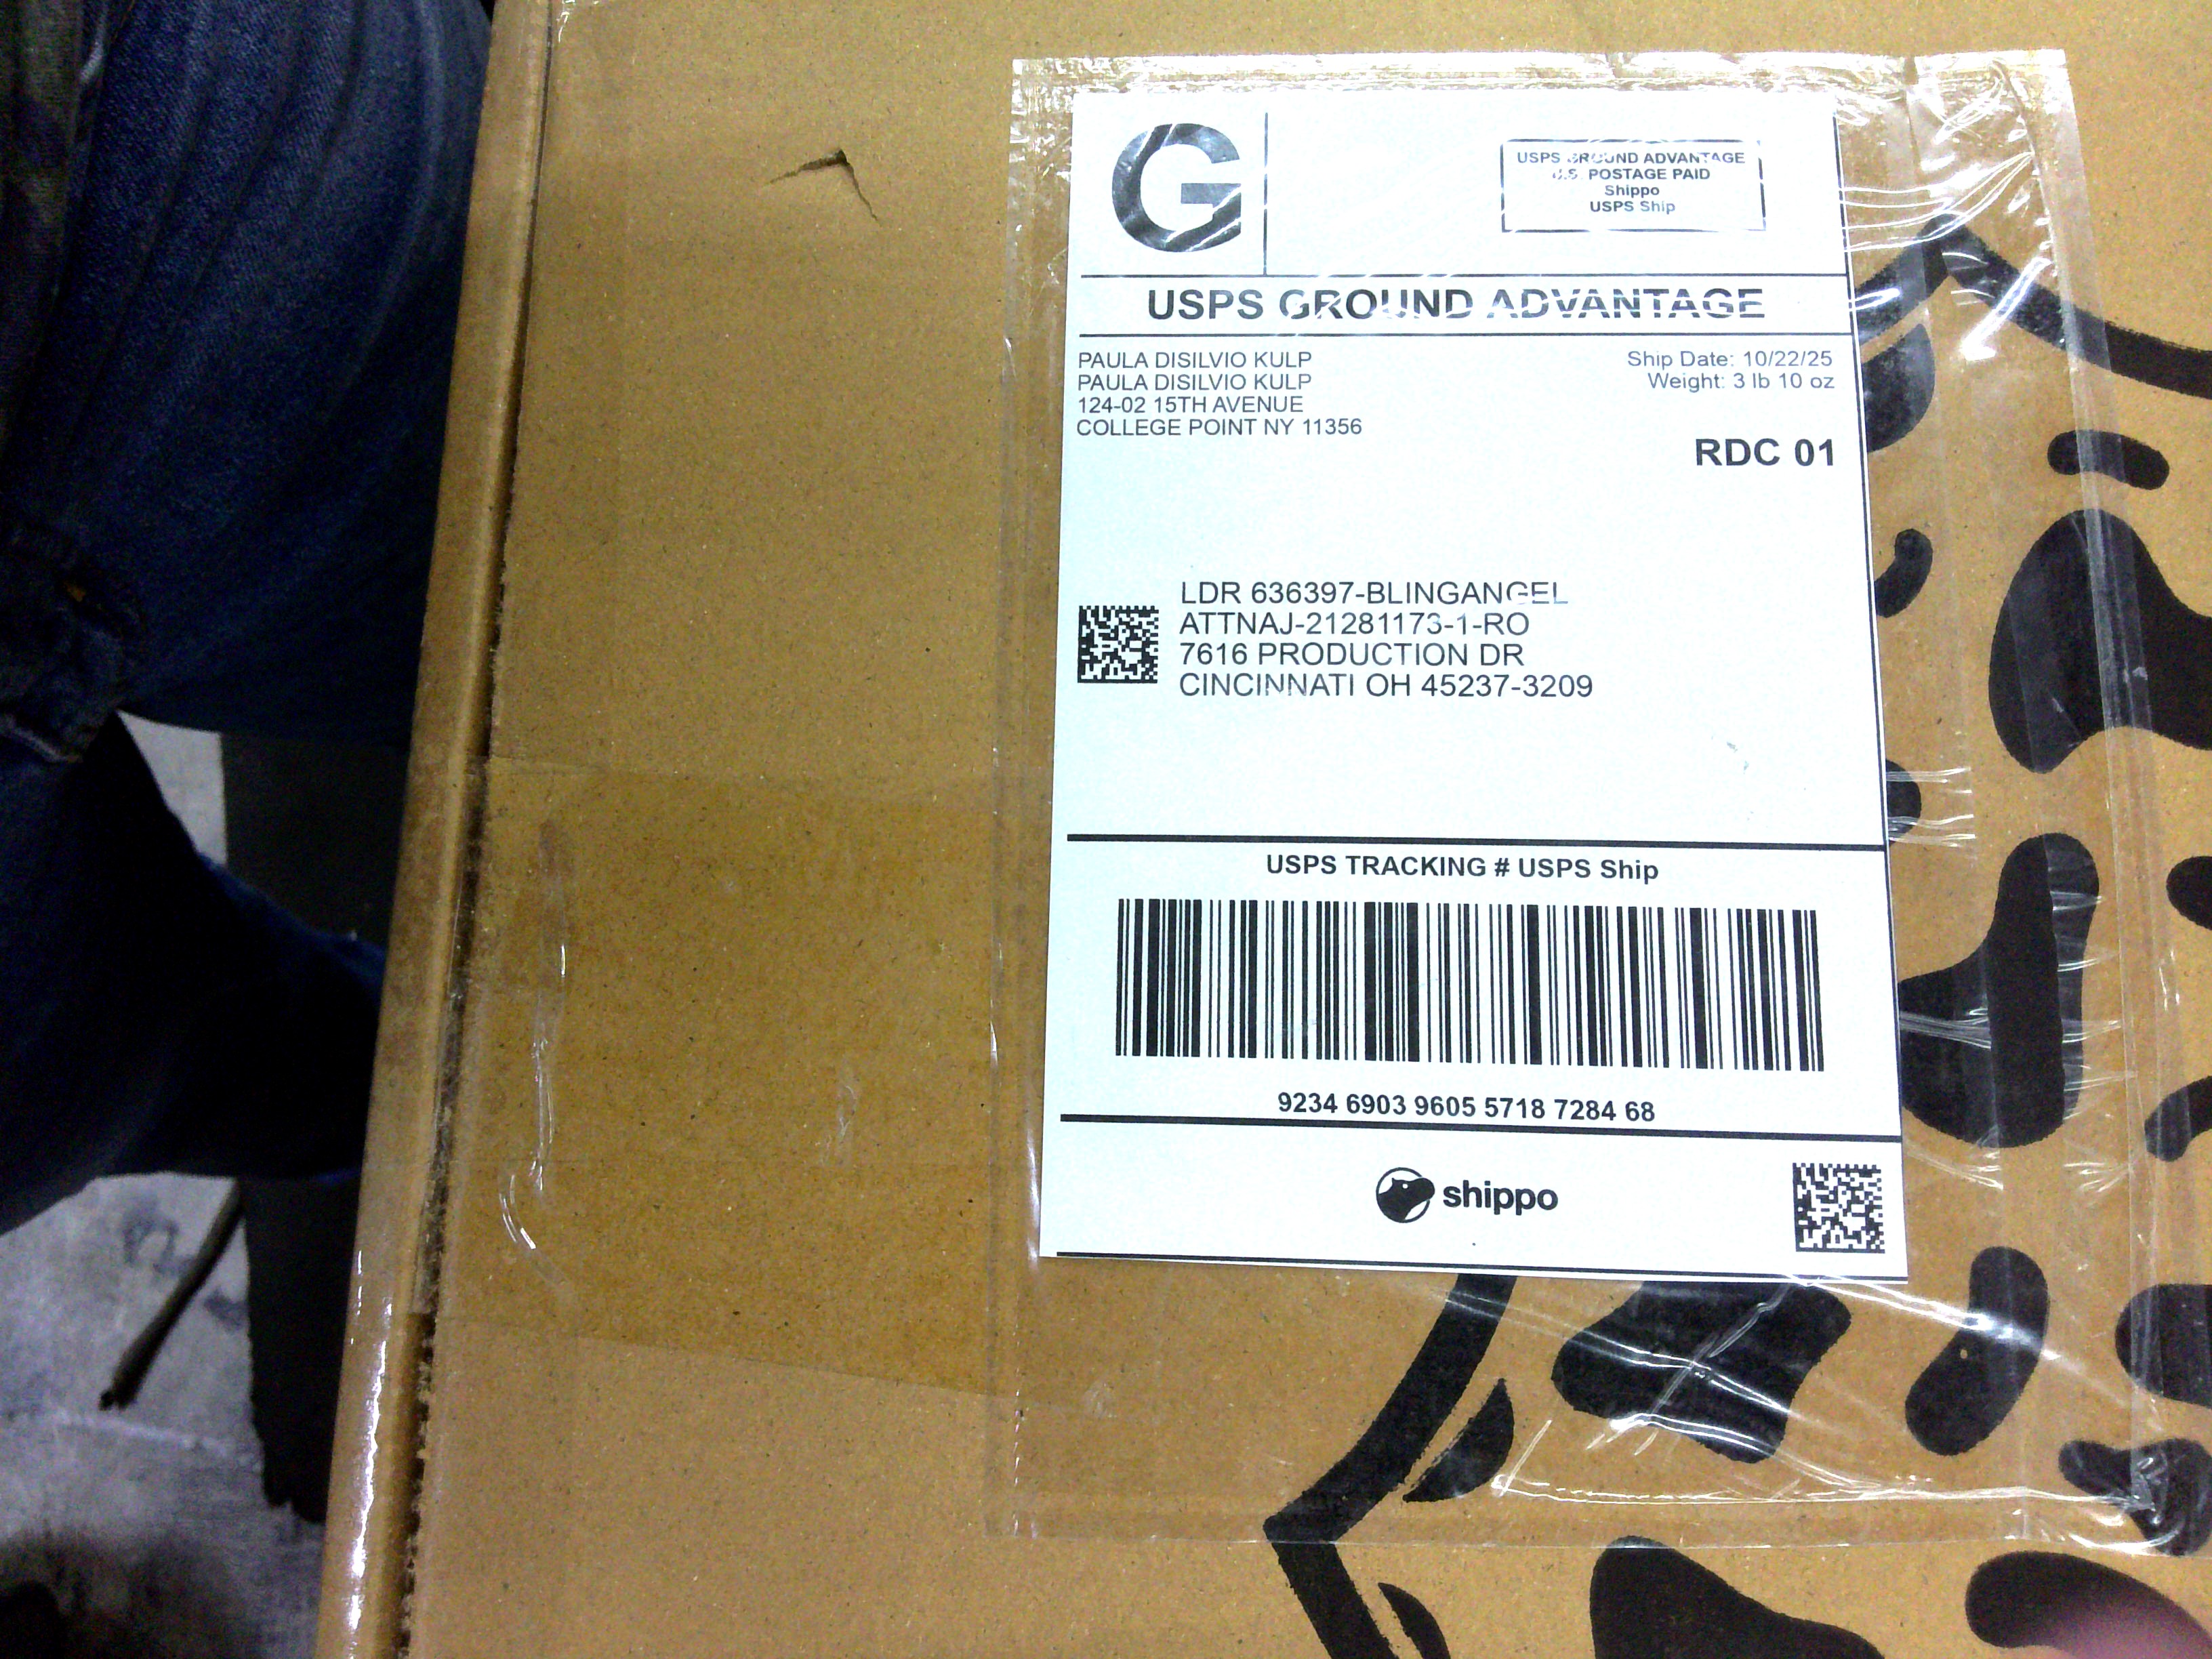 G
USPS GROUND ADVANTAGE
U.S. POSTAGE PAID
Shippo
USPS Ship
USPS GROUND ADVANTAGE
PAULA DISILVIO KULP
PAULA DISILVIO KULP
124-02 15TH AVENUE
COLLEGE POINT NY 11356
Ship Date: 10/22/25
Weight: 3 lb 10 oz
RDC 01
LDR 636397-BLINGANGEL
ATTNAJ-21281173-1-RO
7616 PRODUCTION DR
CINCINNATI OH 45237-3209
USPS TRACKING # USPS Ship
9234 6903 9605 5718 7284 68
shippo